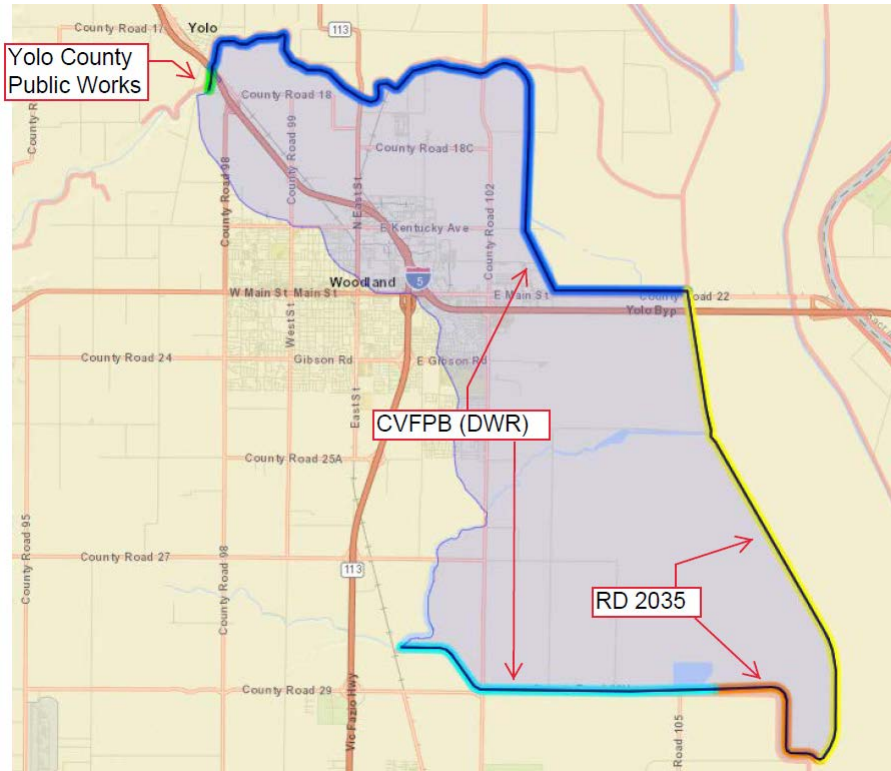 Yolo
County Road 17
113
Yolo County
Public Works
County Road 18
County Road 99
County Road 18C
County Road 98
N East St
County Road 102
E Kentucky Ave
Woodland
5
W Main St
Main St
E Main St
County Road 22
Yolo Byp
West St
County Road 24
Gibson Rd
E Gibson Rd
East St
CVFPB (DWR)
County Road 25A
County Road 95
County Road 27
County Road 98
113
RD 2035
County Road 29
Vic Fazio Hwy
Road 105